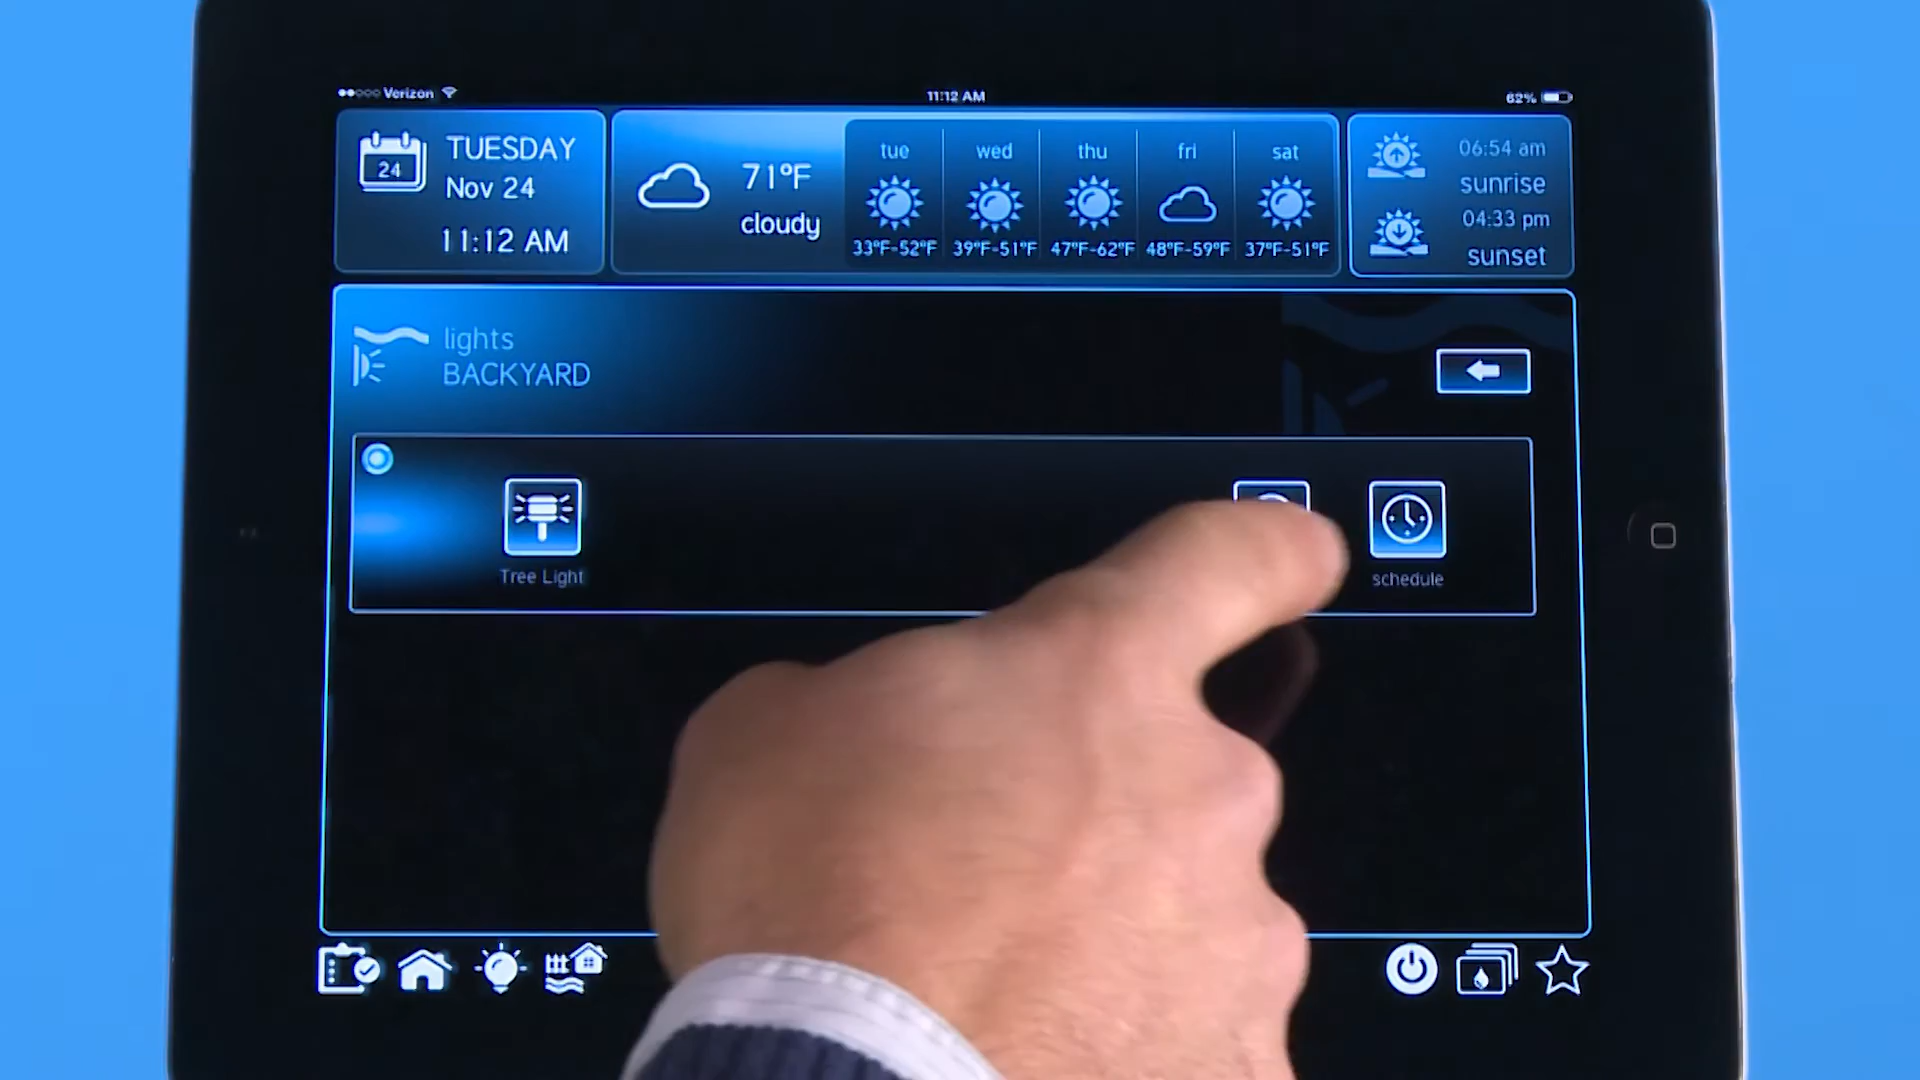 Verizon
11:12 AM
62%
24
TUESDAY
Nov 24
11:12 AM
71°F
cloudy
tue
wed
thu
fri
sat
33°F-52°F
39°F-51°F
47°F-62°F
48°F-59°F
37°F-51°F
06:54 am
sunrise
04:33 pm
sunset
lights
BACKYARD
Tree Light
schedule